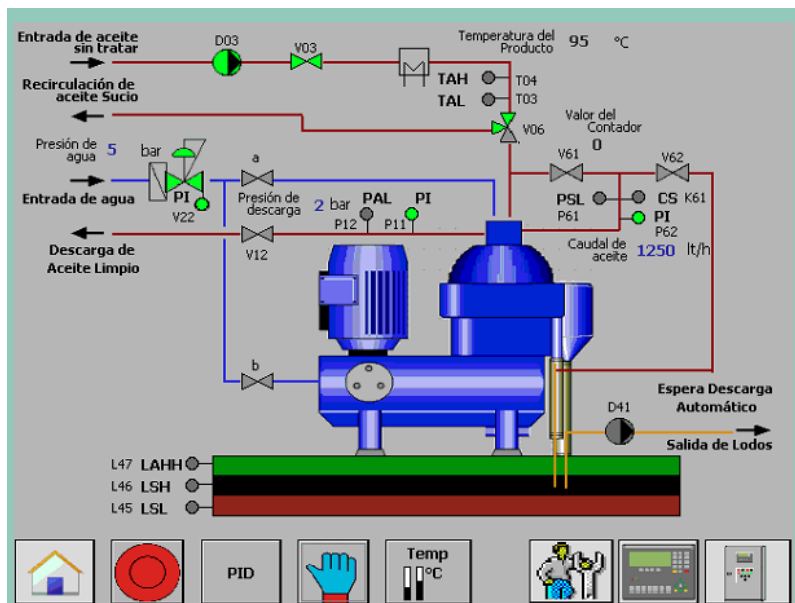 Entrada de aceite
sin tratar
D03
V03
Temperatura del
Producto
95 °C
TAH
T04
TAL
T03
Recirculación de
aceite Sucio
V06
Valor del
Contador
0
Presión de
agua 5 bar
a
V61
V62
Entrada de agua
PI
V22
Presión de
descarga 2 bar
PAL
PI
P12
P11
PSL
P61
CS K61
PI
P62
Descarga de
Aceite Limpio
V12
Caudal de
aceite 1250 lt/h
b
Espera Descarga
Automático
D41
Salida de Lodos
L47 LAHH
L46 LSH
L45 LSL
PID
Temp
°C